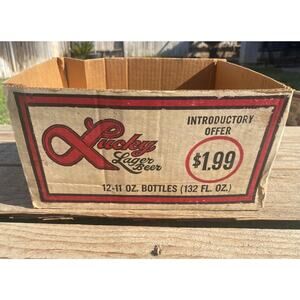 INTRODUCTORY
OFFER
$1.99
Lucky
Lager
Beer
12-11 OZ. BOTTLES (132 FL. OZ.)